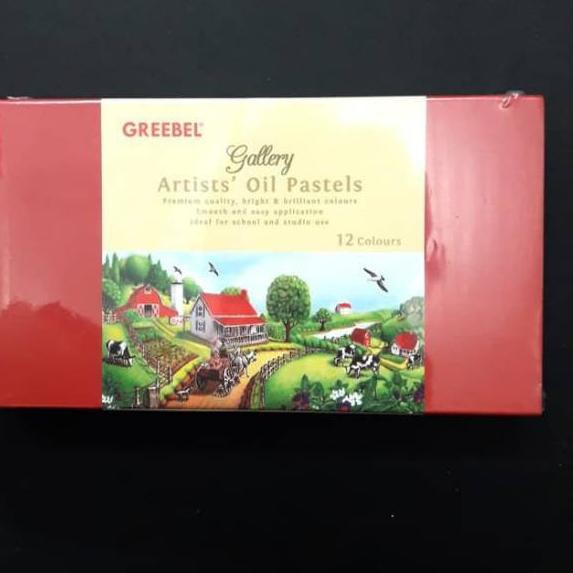 GREEBEL®
Gallery
Artists' Oil Pastels
Premium quality, bright & brilliant colours
Smooth and easy application
Ideal for school and studio use
12 Colours